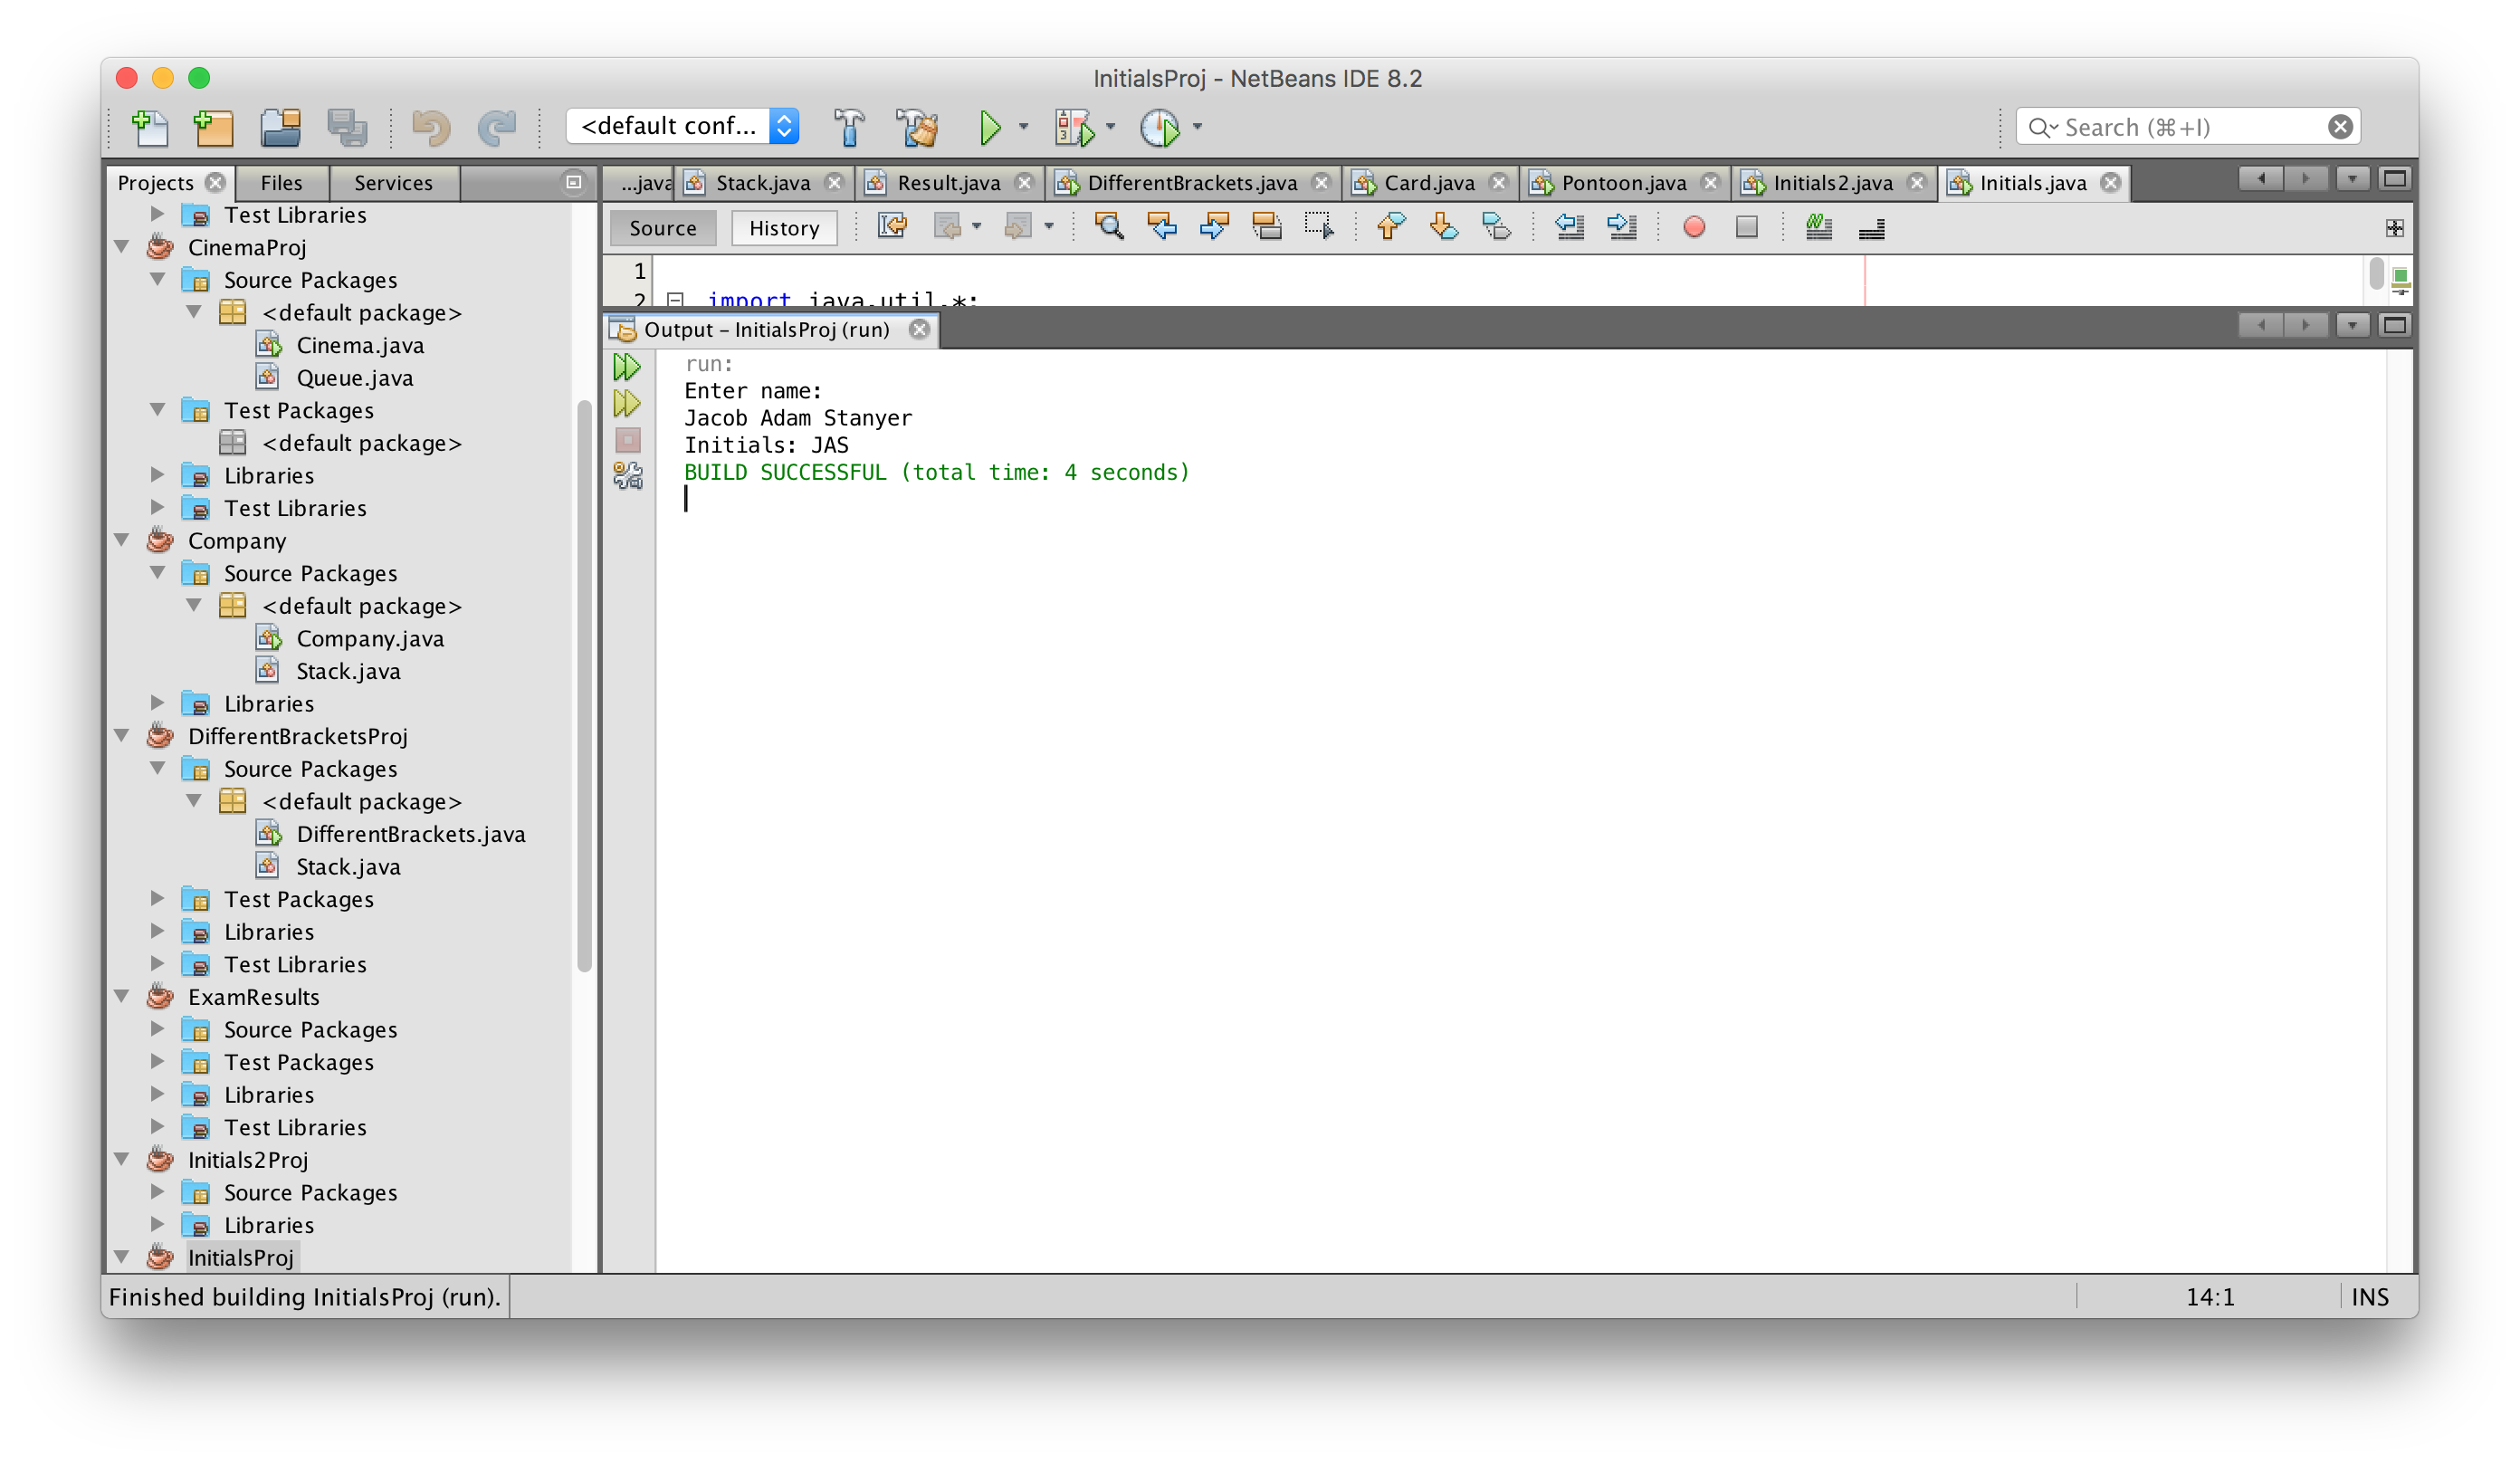 InitialsProj - NetBeans IDE 8.2
<default conf...
Search (⌘+I)
Projects
Files
Services
...java
Stack.java
Result.java
DifferentBrackets.java
Card.java
Pontoon.java
Initials2.java
Initials.java
Test Libraries
CinemaProj
Source Packages
<default package>
Cinema.java
Queue.java
Test Packages
<default package>
Libraries
Test Libraries
Company
Source Packages
<default package>
Company.java
Stack.java
Libraries
DifferentBracketsProj
Source Packages
<default package>
DifferentBrackets.java
Stack.java
Test Packages
Libraries
Test Libraries
ExamResults
Source Packages
Test Packages
Libraries
Test Libraries
Initials2Proj
Source Packages
Libraries
InitialsProj
Source
History
1
2 import java.util.*;
Output – InitialsProj (run)
run:
Enter name:
Jacob Adam Stanyer
Initials: JAS
BUILD SUCCESSFUL (total time: 4 seconds)
Finished building InitialsProj (run).
14:1
INS